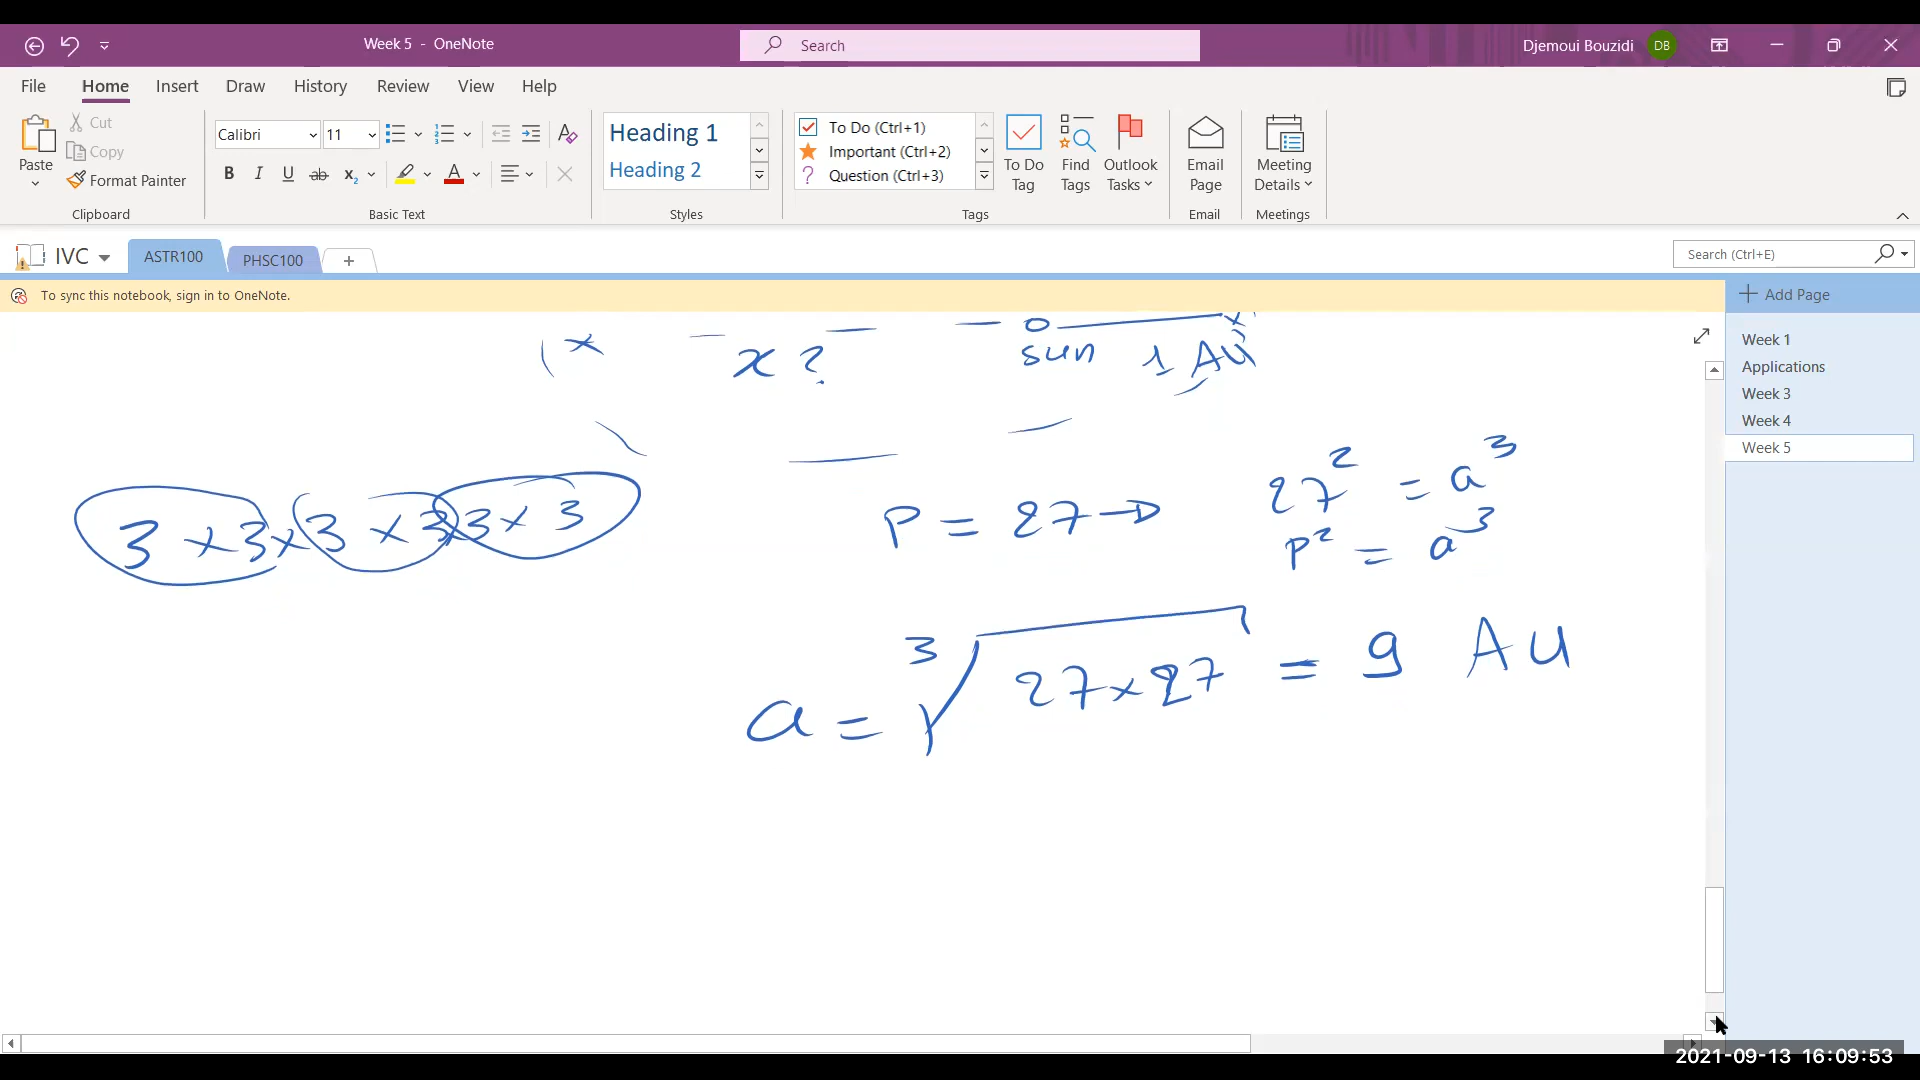 Week 5 - OneNote
Search
Djemoui Bouzidi
DB
File Home Insert Draw History Review View Help
Paste
Cut
Copy
Format Painter
Clipboard
Calibri
11
B I U ab x₂ A
Basic Text
Heading 1
Heading 2
Styles
To Do (Ctrl+1)
Important (Ctrl+2)
Question (Ctrl+3)
To Do Tag
Find Tags
Outlook Tasks
Tags
Email Page
Email
Meeting Details
Meetings
IVC
ASTR100
PHSC100
+
Search (Ctrl+E)
To sync this notebook, sign in to OneNote.
Add Page
Week 1
Applications
Week 3
Week 4
Week 5
x ?
sun 1 AU
3 × 3 × 3 × 3 × 3 × 3
P = 27 →
27² = a³
P² = a³
a = ³√27×27 = 9 AU
2021-09-13 16:09:53